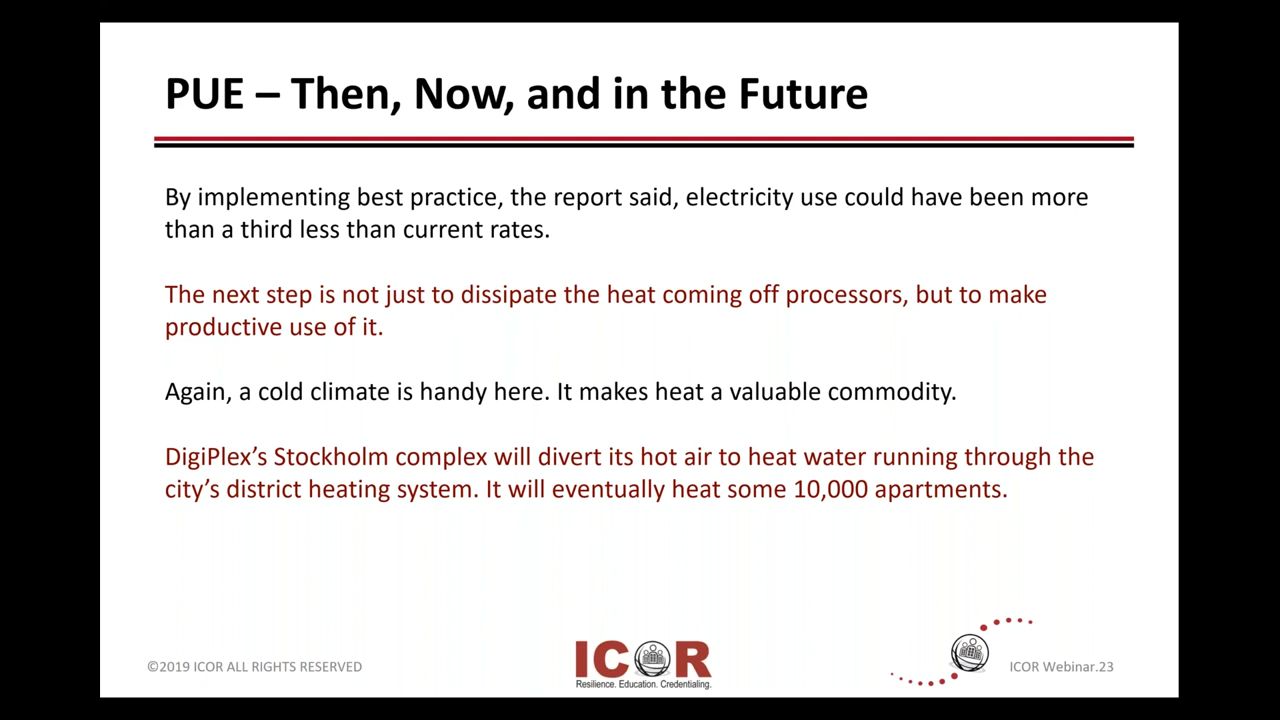 PUE – Then, Now, and in the Future
By implementing best practice, the report said, electricity use could have been more
than a third less than current rates.
The next step is not just to dissipate the heat coming off processors, but to make
productive use of it.
Again, a cold climate is handy here. It makes heat a valuable commodity.
DigiPlex’s Stockholm complex will divert its hot air to heat water running through the
city’s district heating system. It will eventually heat some 10,000 apartments.
©2019 ICOR ALL RIGHTS RESERVED
ICOR
Resilience. Education. Credentialing.
ICOR Webinar.23